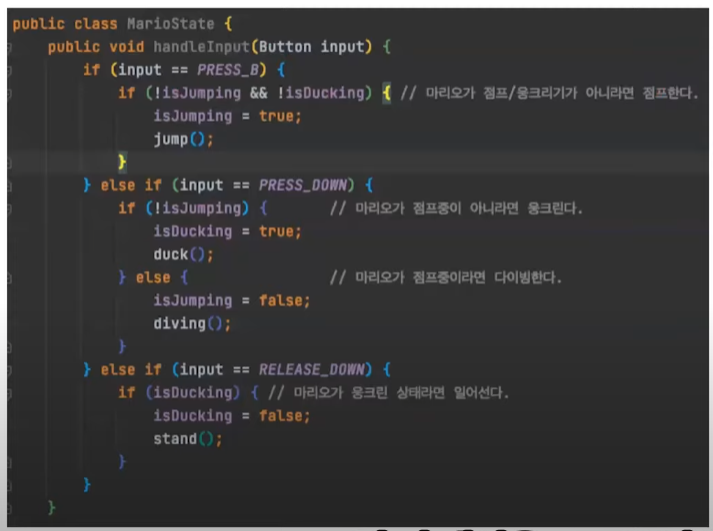 public class MarioState {
public void handleInput(Button input) {
if (input == PRESS_B) {
if (!isJumping && !isDucking) { // 마리오가 점프/웅크리기가 아니라면 점프한다.
isJumping = true;
jump();
}
} else if (input == PRESS_DOWN) {
if (!isJumping) { // 마리오가 점프중이 아니라면 웅크린다.
isDucking = true;
duck();
} else { // 마리오가 점프중이라면 다이빙한다.
isJumping = false;
diving();
}
} else if (input == RELEASE_DOWN) {
if (isDucking) { // 마리오가 웅크린 상태라면 일어선다.
isDucking = false;
stand();
}
}
}